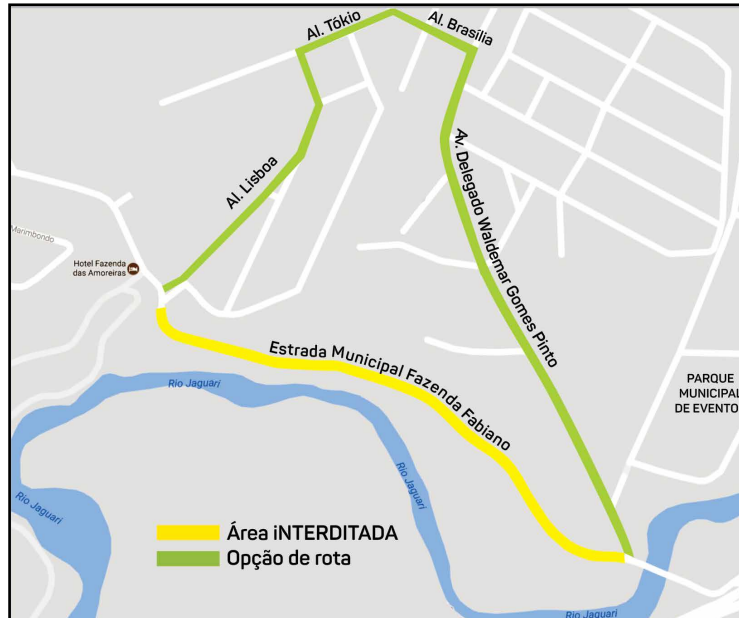 Al. Tókio
Al. Brasília
Al. Lisboa
Av. Delegado Waldemar Gomes Pinto
Marimbondo
Hotel Fazenda
das Amoreiras
Estrada Municipal Fazenda Fabiano
PARQUE
MUNICIPAL
DE EVENTO
Rio Jaguari
Rio Jaguari
Rio Jaguari
Rio Jaguari
Área iNTERDITADA
Opção de rota